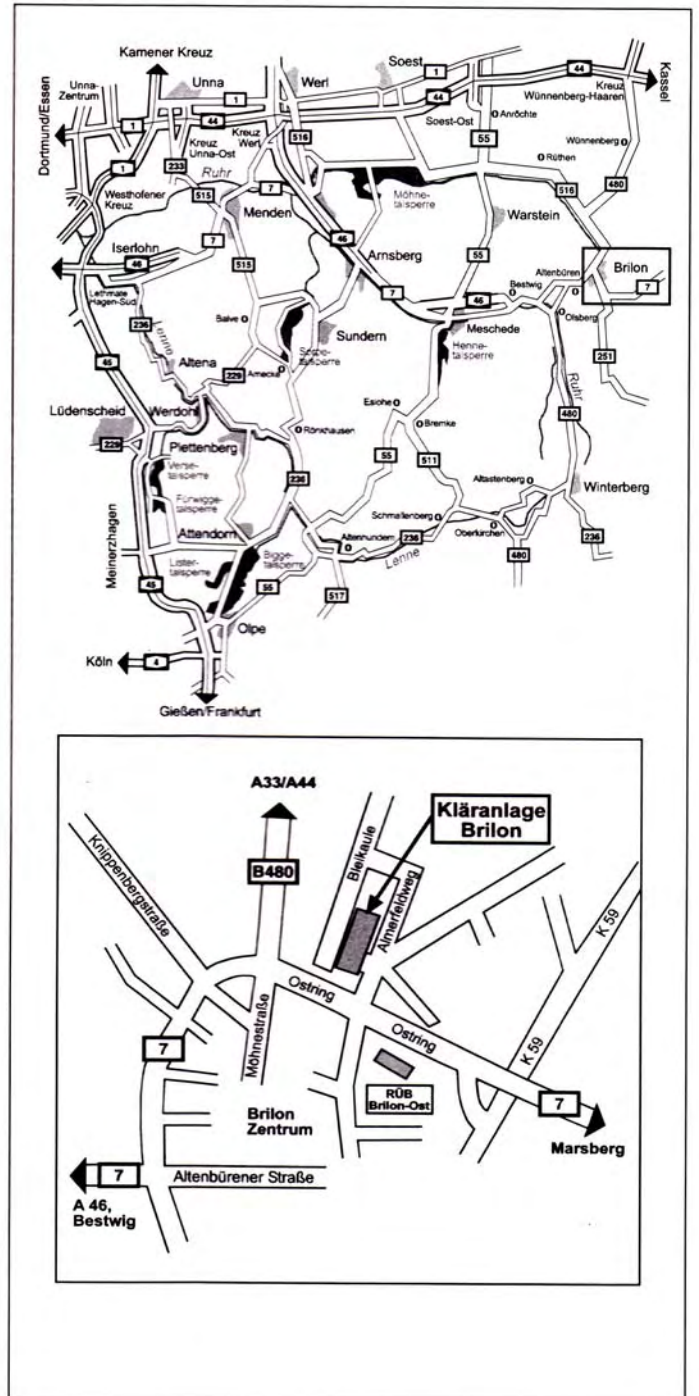 Kamener Kreuz
Unna-
Zentrum
Unna
1
Werl
Soest
1
44
Kassel
Kreuz
Wünnenberg-Haaren
Dortmund/Essen
1
44
Kreuz
Unna-Ost
Kreuz
Werl
516
44
Soest-Ost
Anröchte
55
Wünnenberg
Rüthen
233
1
Ruhr
Westhofener
Kreuz
515
7
Möhne-
talsperre
516
480
Menden
Warstein
Iserlohn
46
7
515
46
Arnsberg
55
Altenbüren
Brilon
7
Lethmate
Hagen-Süd
7
46
Bestwig
Olsberg
236
Lenne
Balve
Sundern
Meschede
Sorpe-
talsperre
Henne-
talsperre
251
45
Altena
229
Amecke
Ruhr
Lüdenscheid
Werdohl
Eslohe
Bremke
480
229
Rönkhausen
Plettenberg
Verse-
talsperre
55
511
236
Altastenberg
Winterberg
Fürwigge-
talsperre
Schmallenberg
Meinerzhagen
Attendorn
Altenhundem
236
Oberkirchen
236
Lister-
talsperre
Bigge-
talsperre
Lenne
480
45
55
517
Olpe
Köln
4
Gießen/Frankfurt
A33/A44
Kläranlage
Brilon
Knippenbergstraße
B480
Bleikaule
Almerfeldweg
K 59
Ostring
Möhnestraße
Ostring
K 59
7
RÜB
Brilon-Ost
Brilon
Zentrum
7
Marsberg
7
Altenbürener Straße
A 46,
Bestwig